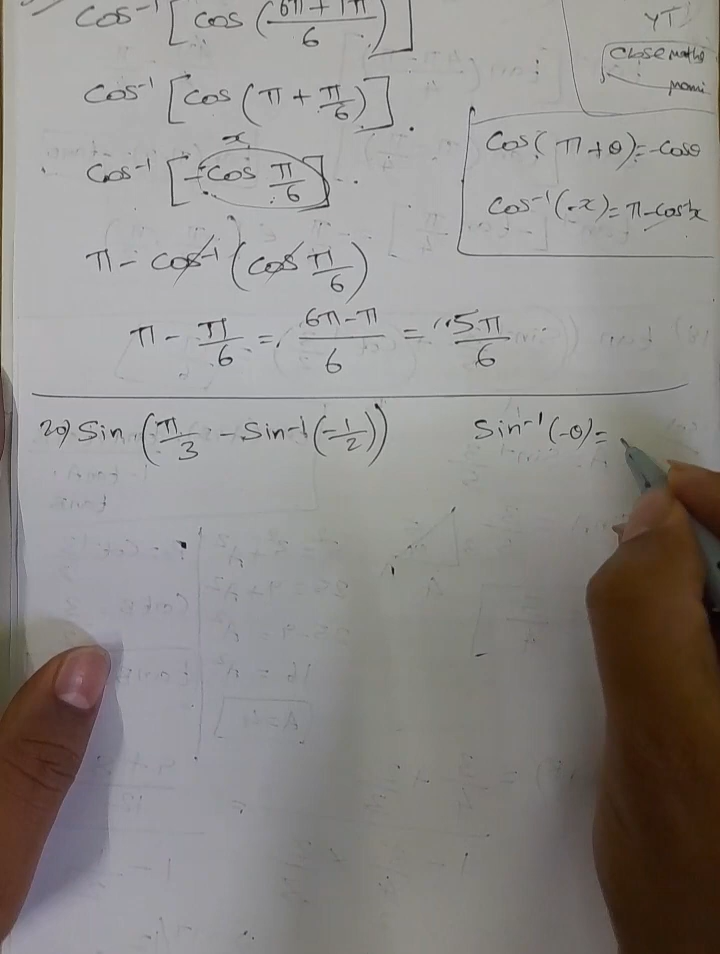 Cos⁻¹ [ cos ( 6π + 1π / 6 ) ]
YT
Close maths
Cos⁻¹ [ cos ( π + π/6 ) ]
Cos( π + θ) = -cosθ
x
Cos⁻¹ [ -cos π/6 ]
Cos⁻¹(-x) = π - cos⁻¹x
π - cos⁻¹ ( cos π/6 )
π - π/6 = 6π - π / 6 = 5π/6
20) Sin ( π/3 - Sin⁻¹ (-1/2) )
Sin⁻¹ (-θ) =